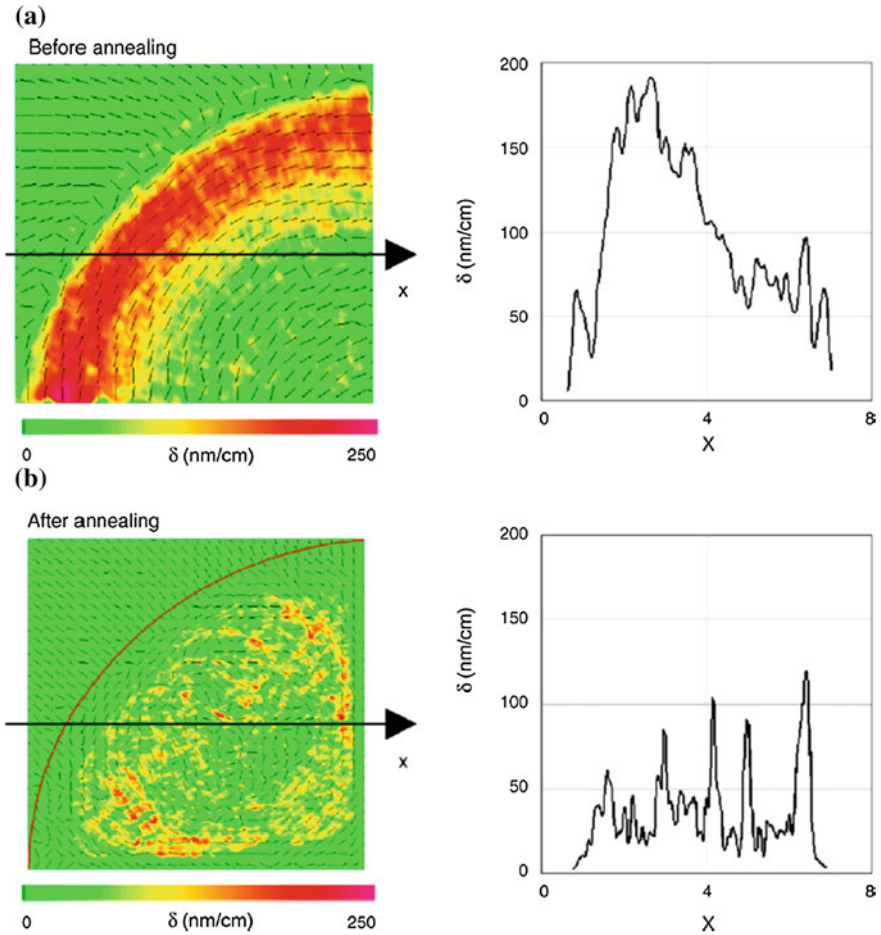 (a)
Before annealing
x
0 250
δ (nm/cm)
200
150
100
50
0
δ (nm/cm)
0 4 8
X
(b)
After annealing
x
0 250
δ (nm/cm)
200
150
100
50
0
δ (nm/cm)
0 4 8
X